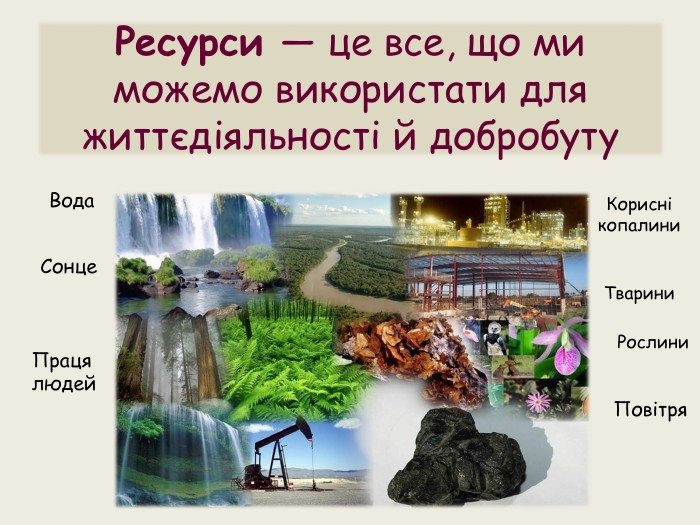 Ресурси — це все, що ми
можемо використати для
життєдіяльності й добробуту
Вода
Сонце
Праця
людей
Корисні
копалини
Тварини
Рослини
Повітря